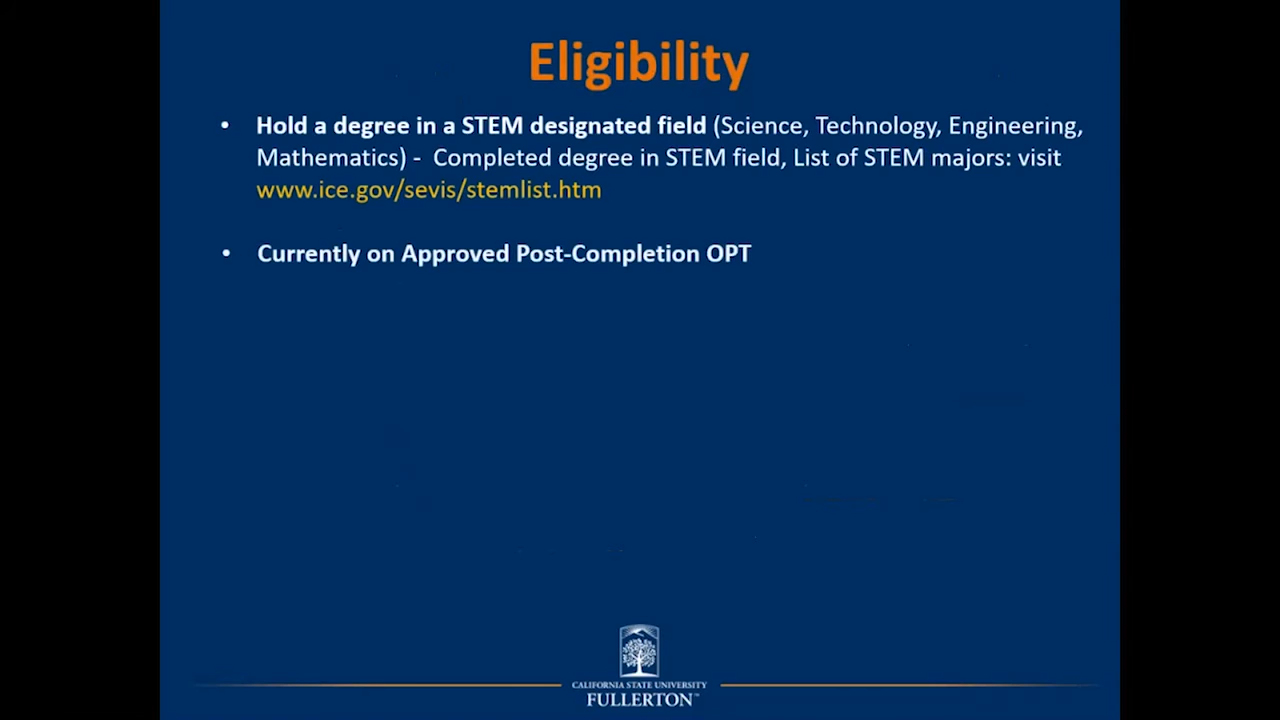 Eligibility
• Hold a degree in a STEM designated field (Science, Technology, Engineering,
Mathematics) - Completed degree in STEM field, List of STEM majors: visit
www.ice.gov/sevis/stemlist.htm
• Currently on Approved Post-Completion OPT
CALIFORNIA STATE UNIVERSITY
FULLERTON™